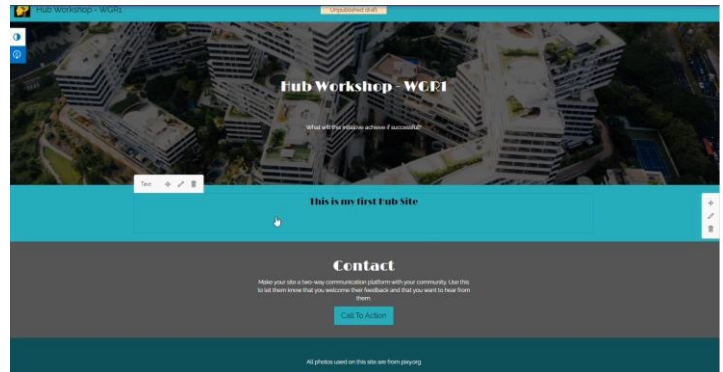 Hub Workshop - WGR1
Unpublished draft
Hub Workshop - WGR1
What will this initiative achieve if successful?
Text
This is my first Hub Site
Contact
Make your site a two-way communication platform with your community. Use this
to let them know that you welcome their feedback and that you want to hear from
them.
Call To Action
All photos used on this site are from pixy.org